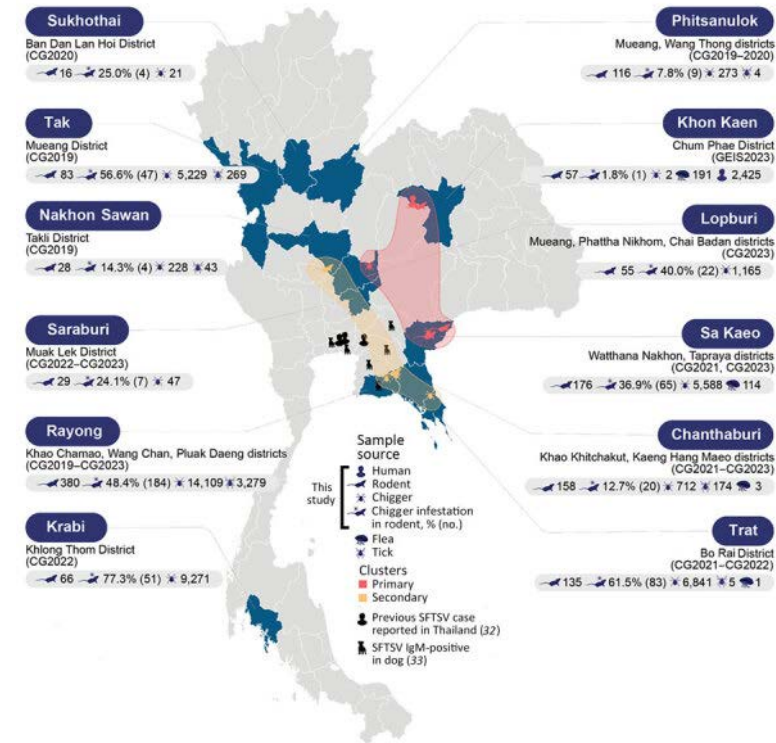 Sukhothai
Ban Dan Lan Hoi District
(CG2020)
16 25.0% (4) 21
Tak
Mueang District
(CG2019)
83 56.6% (47) 5,229 269
Nakhon Sawan
Takli District
(CG2019)
28 14.3% (4) 228 43
Saraburi
Muak Lek District
(CG2022–CG2023)
29 24.1% (7) 47
Rayong
Khao Chamao, Wang Chan, Pluak Daeng districts
(CG2019–CG2023)
380 48.4% (184) 14,109 3,279
Krabi
Khlong Thom District
(CG2022)
66 77.3% (51) 9,271
Phitsanulok
Mueang, Wang Thong districts
(CG2019–2020)
116 7.8% (9) 273 4
Khon Kaen
Chum Phae District
(GEIS2023)
57 1.8% (1) 2 191 2,425
Lopburi
Mueang, Phattha Nikhom, Chai Badan districts
(CG2023)
55 40.0% (22) 1,165
Sa Kaeo
Watthana Nakhon, Tapraya districts
(CG2021, CG2023)
176 36.9% (65) 5,588 114
Chanthaburi
Khao Khitchakut, Kaeng Hang Maeo districts
(CG2021–CG2023)
158 12.7% (20) 712 174 3
Trat
Bo Rai District
(CG2021–CG2022)
135 61.5% (83) 6,841 5 1
Sample
source
This
study
Human
Rodent
Chigger
Chigger infestation
in rodent, % (no.)
Flea
Tick
Clusters
Primary
Secondary
Previous SFTSV case
reported in Thailand (32)
SFTSV IgM-positive
in dog (33)